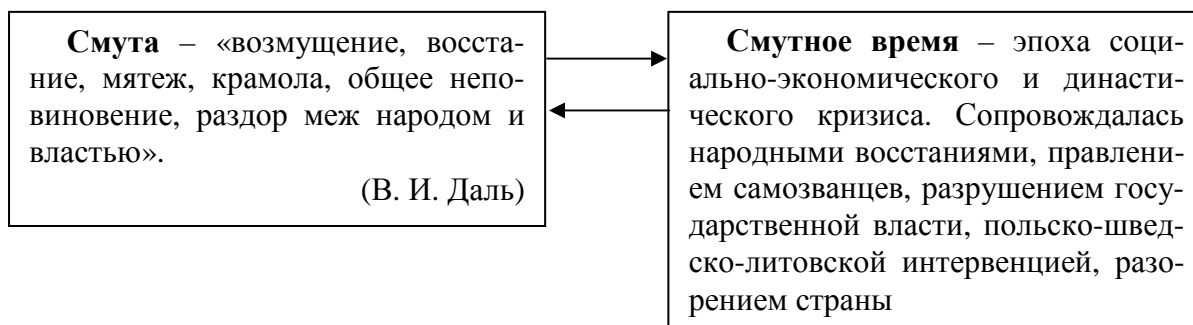 Смута – «возмущение, восста-
ние, мятеж, крамола, общее непо-
виновение, раздор меж народом и
властью».
(В. И. Даль)
Смутное время – эпоха соци-
ально-экономического и династи-
ческого кризиса. Сопровождалась
народными восстаниями, правлени-
ем самозванцев, разрушением госу-
дарственной власти, польско-швед-
ско-литовской интервенцией, разо-
рением страны